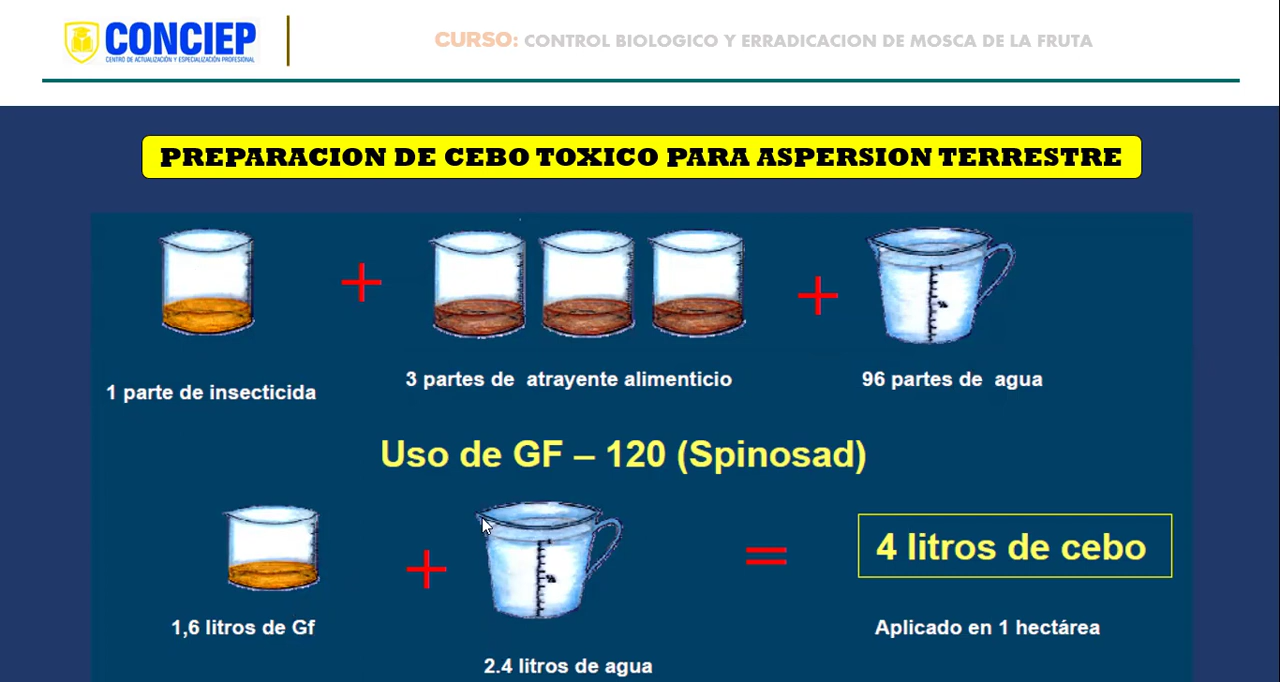 CONCIEP
CENTRO DE ACTUALIZACIÓN Y ESPECIALIZACIÓN PROFESIONAL
CURSO: CONTROL BIOLOGICO Y ERRADICACION DE MOSCA DE LA FRUTA
PREPARACION DE CEBO TOXICO PARA ASPERSION TERRESTRE
1 parte de insecticida
3 partes de atrayente alimenticio
96 partes de agua
Uso de GF – 120 (Spinosad)
4 litros de cebo
1,6 litros de Gf
Aplicado en 1 hectárea
2.4 litros de agua